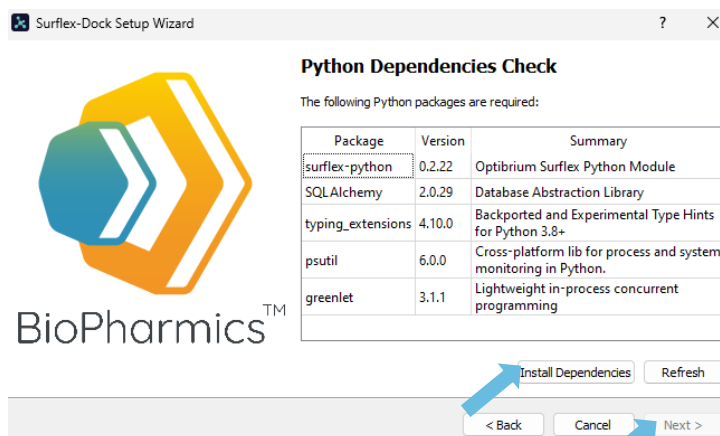 Surflex-Dock Setup Wizard
?
Python Dependencies Check
The following Python packages are required:
Package Version Summary
surflex-python 0.2.22 Optibrium Surflex Python Module
SQLAlchemy 2.0.29 Database Abstraction Library
typing_extensions 4.10.0 Backported and Experimental Type Hints
for Python 3.8+
psutil 6.0.0 Cross-platform lib for process and system
monitoring in Python.
greenlet 3.1.1 Lightweight in-process concurrent
programming
BioPharmics™
Install Dependencies Refresh
< Back Cancel Next >